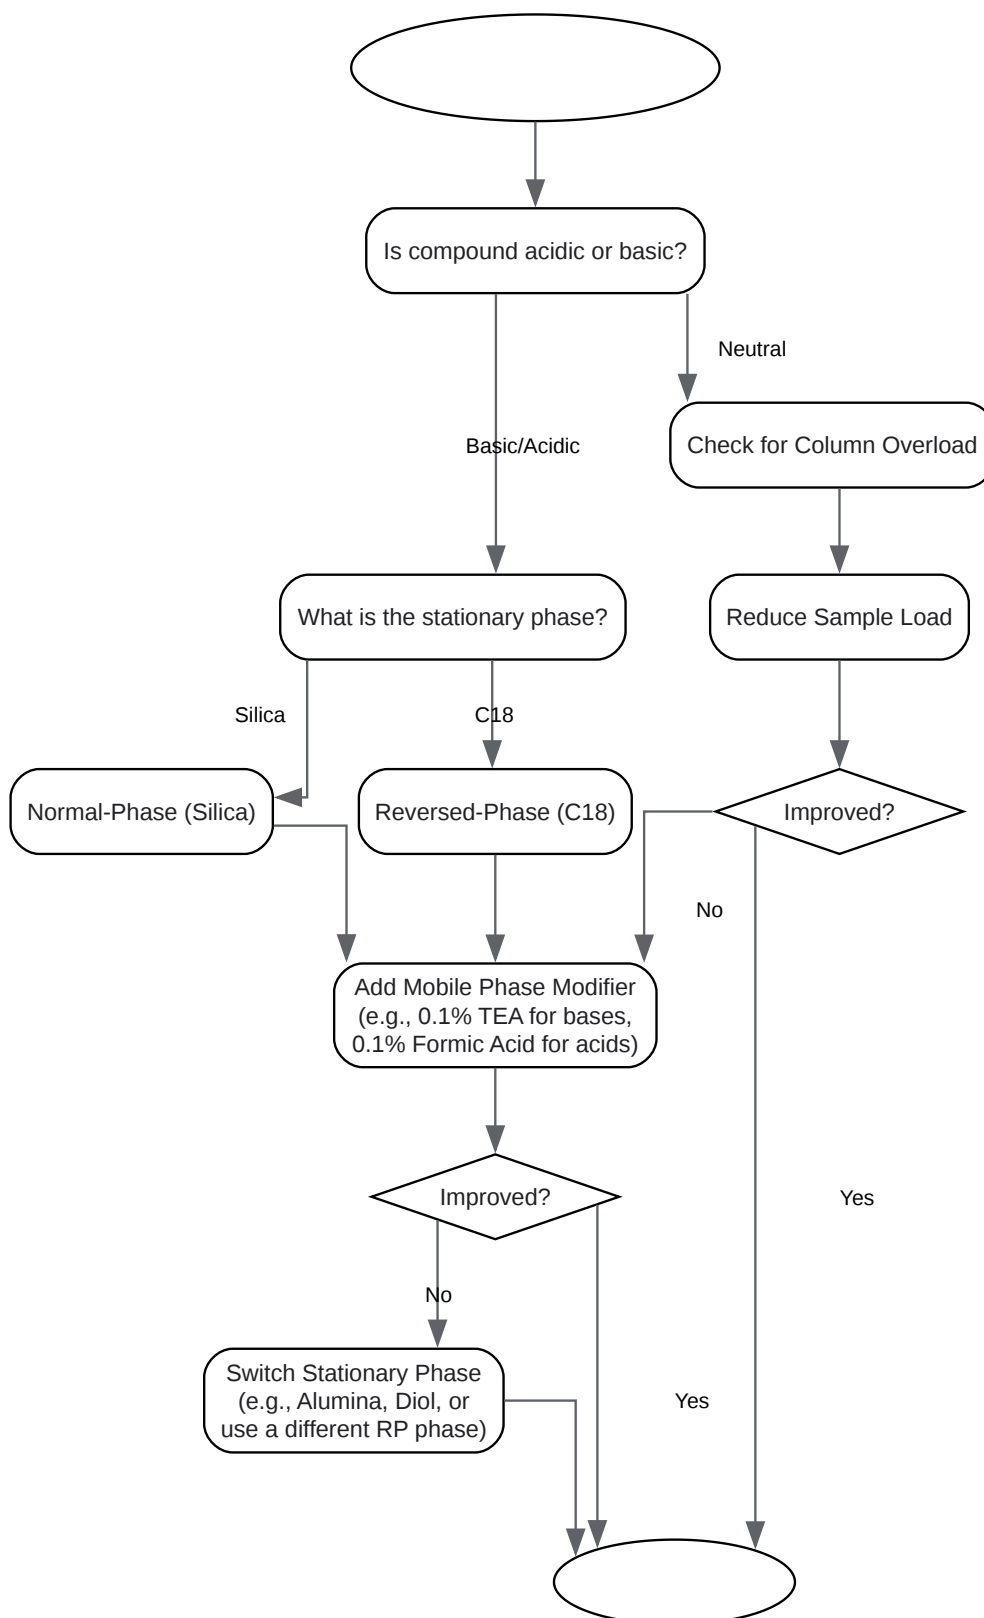 Is compound acidic or basic?
Neutral
Basic/Acidic
Check for Column Overload
What is the stationary phase?
Reduce Sample Load
Silica
C18
Normal-Phase (Silica)
Reversed-Phase (C18)
Improved?
No
Add Mobile Phase Modifier
(e.g., 0.1% TEA for bases,
0.1% Formic Acid for acids)
Improved?
Yes
No
Switch Stationary Phase
(e.g., Alumina, Diol, or
use a different RP phase)
Yes